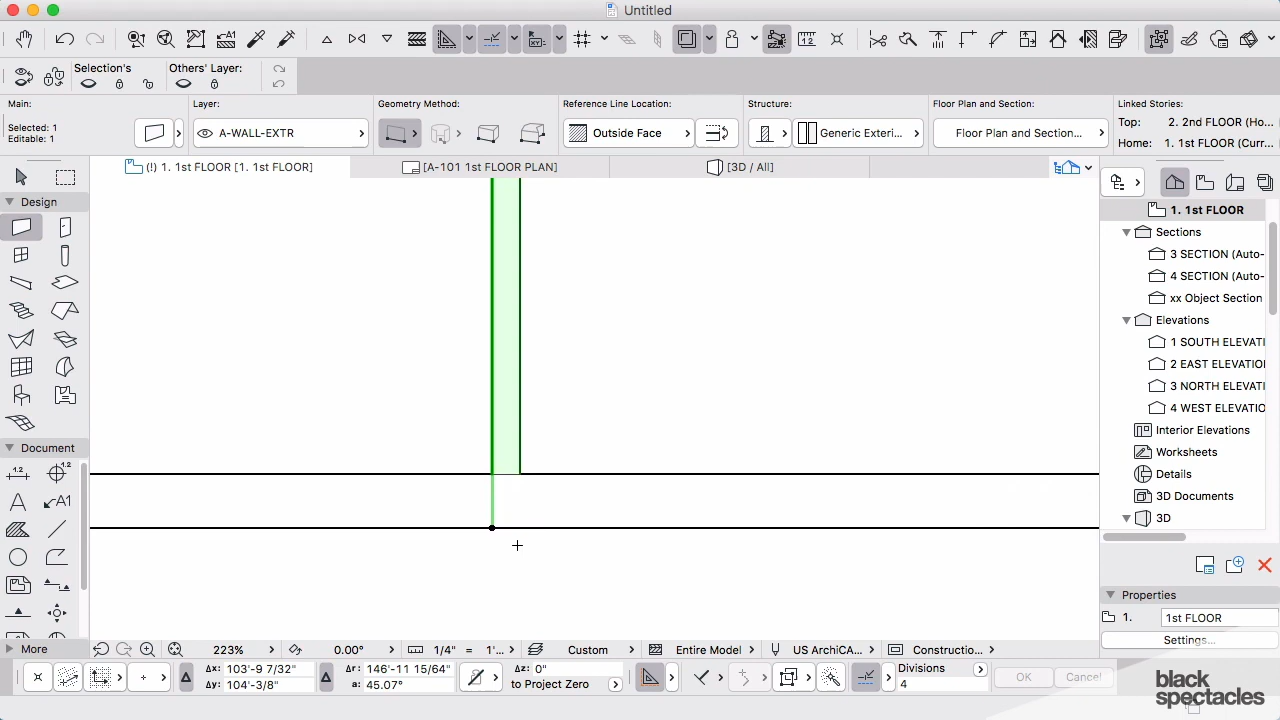 Untitled
Selection's
Others' Layer:
Main:
Selected: 1
Editable: 1
Layer:
A-WALL-EXTR
Geometry Method:
Reference Line Location:
Outside Face
Structure:
Generic Exteri...
Floor Plan and Section:
Floor Plan and Section...
Linked Stories:
Top: 2. 2nd FLOOR (Ho...
Home: 1. 1st FLOOR (Curr...
(!) 1. 1st FLOOR [1. 1st FLOOR]
[A-101 1st FLOOR PLAN]
[3D / All]
Design
Document
More
1. 1st FLOOR
Sections
3 SECTION (Auto-
4 SECTION (Auto-
xx Object Section
Elevations
1 SOUTH ELEVATI
2 EAST ELEVATIO
3 NORTH ELEVATI
4 WEST ELEVATIO
Interior Elevations
Worksheets
Details
3D Documents
3D
Properties
1. 1st FLOOR
Settings...
223%
0.00°
1/4" = 1'...
Custom
Entire Model
US ArchiCA...
Constructio...
Δx: 103'-9 7/32"
Δy: 104'-3/8"
Δr: 146'-11 15/64"
a: 45.07°
Δz: 0"
to Project Zero
Divisions
4
OK
Cancel
black
spectacles